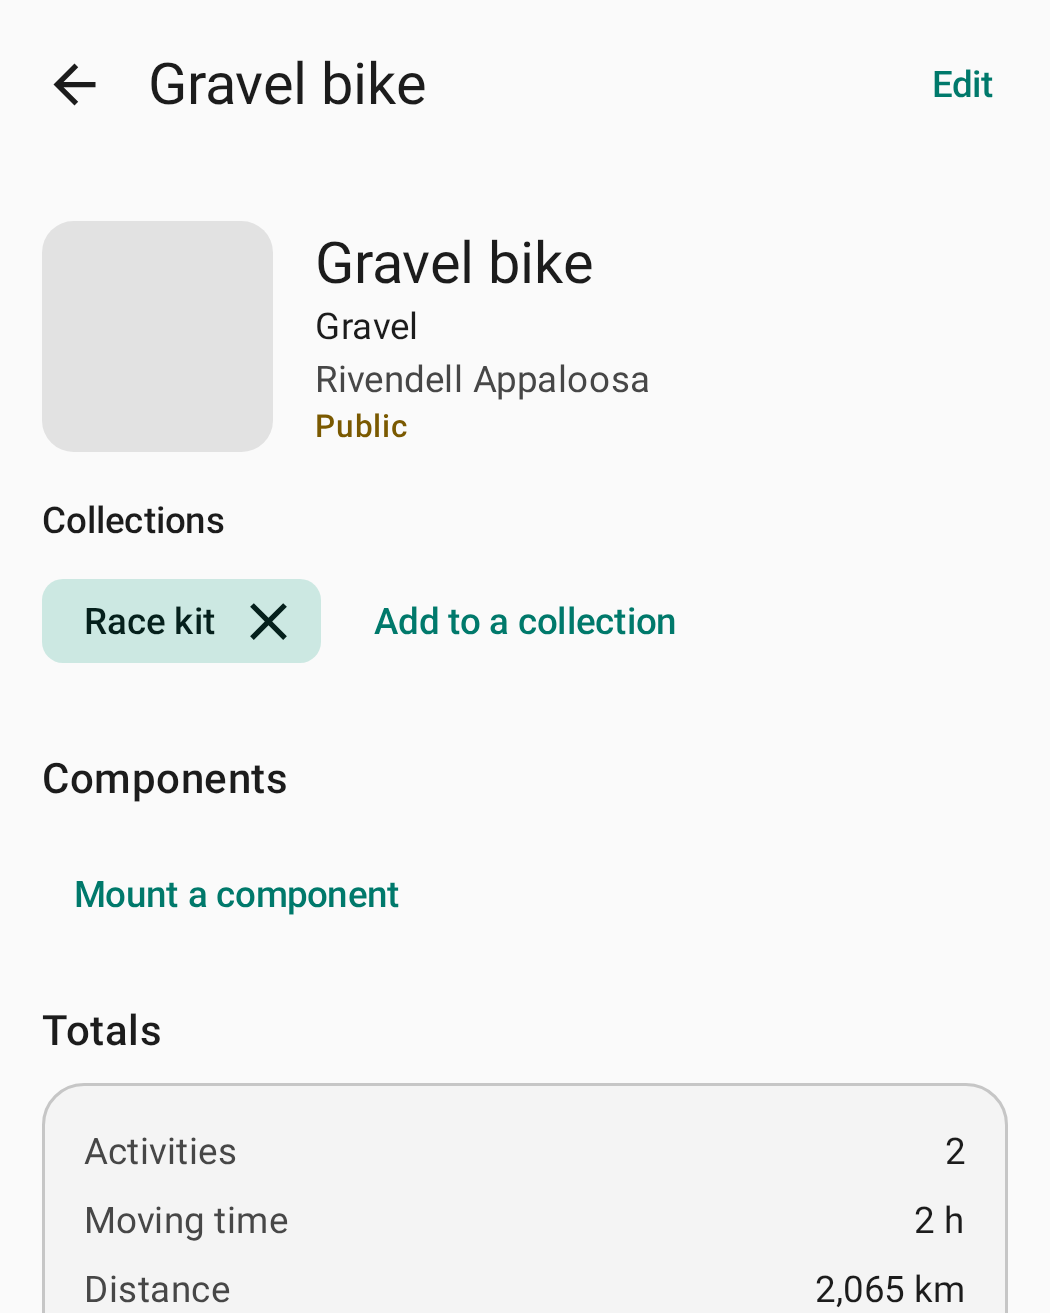 Gravel bike
Edit
Gravel bike
Gravel
Rivendell Appaloosa
Public
Collections
Race kit
Add to a collection
Components
Mount a component
Totals
Activities 2
Moving time 2 h
Distance 2,065 km